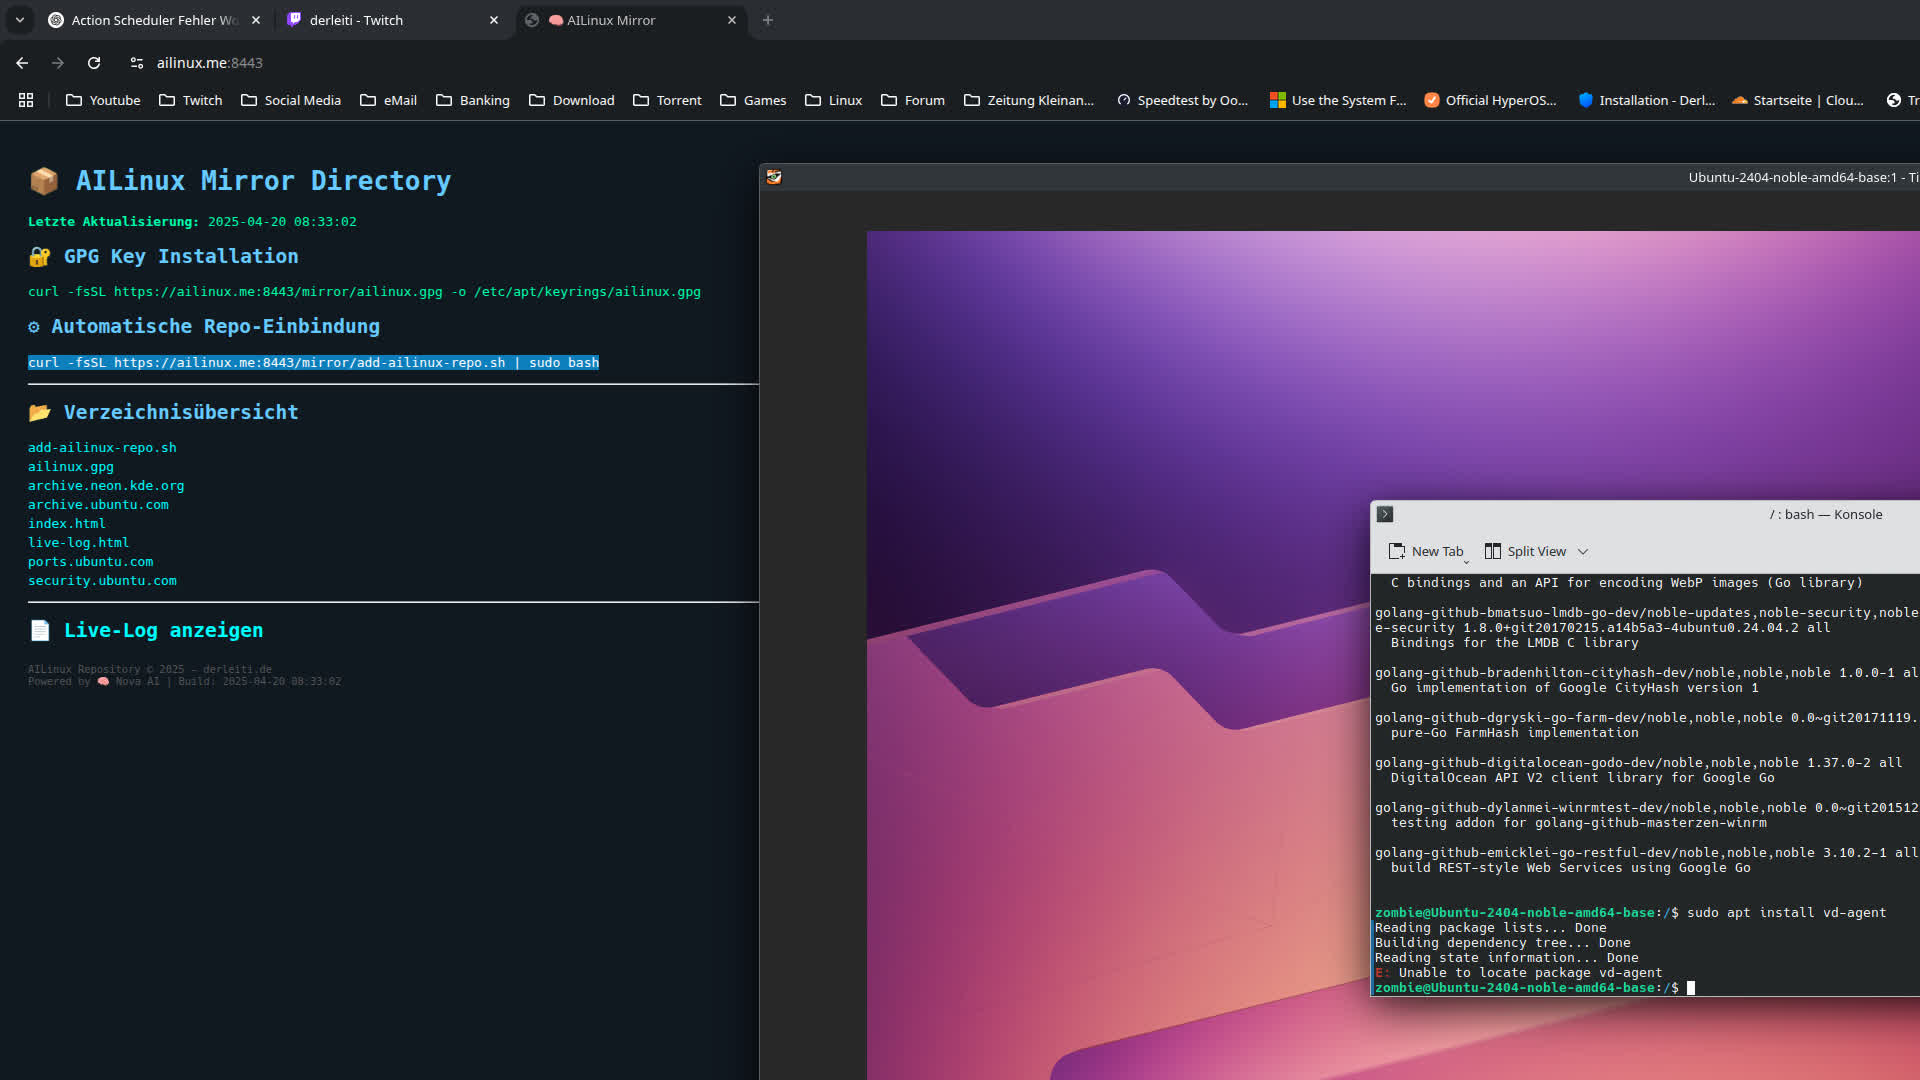 Action Scheduler Fehler Wo
derleiti - Twitch
AILinux Mirror
ailinux.me:8443
Youtube
Twitch
Social Media
eMail
Banking
Download
Torrent
Games
Linux
Forum
Zeitung Kleinan...
Speedtest by Oo...
Use the System F...
Official HyperOS...
Installation - Derl...
Startseite | Clou...
Tr
AILinux Mirror Directory
Letzte Aktualisierung: 2025-04-20 08:33:02
GPG Key Installation
curl -fsSL https://ailinux.me:8443/mirror/ailinux.gpg -o /etc/apt/keyrings/ailinux.gpg
Automatische Repo-Einbindung
curl -fsSL https://ailinux.me:8443/mirror/add-ailinux-repo.sh | sudo bash
Verzeichnisübersicht
add-ailinux-repo.sh
ailinux.gpg
archive.neon.kde.org
archive.ubuntu.com
index.html
live-log.html
ports.ubuntu.com
security.ubuntu.com
Live-Log anzeigen
AILinux Repository © 2025 – derleiti.de
Powered by Nova AI | Build: 2025-04-20 08:33:02
Ubuntu-2404-noble-amd64-base:1 - Ti
/ : bash — Konsole
New Tab
Split View
C bindings and an API for encoding WebP images (Go library)
golang-github-bmatsuo-lmdb-go-dev/noble-updates,noble-security,noble
e-security 1.8.0+git20170215.a14b5a3-4ubuntu0.24.04.2 all
Bindings for the LMDB C library
golang-github-bradenhilton-cityhash-dev/noble,noble,noble 1.0.0-1 al
Go implementation of Google CityHash version 1
golang-github-dgryski-go-farm-dev/noble,noble,noble 0.0~git20171119.
pure-Go FarmHash implementation
golang-github-digitalocean-godo-dev/noble,noble,noble 1.37.0-2 all
DigitalOcean API V2 client library for Google Go
golang-github-dylanmei-winrmtest-dev/noble,noble,noble 0.0~git201512
testing addon for golang-github-masterzen-winrm
golang-github-emicklei-go-restful-dev/noble,noble,noble 3.10.2-1 all
build REST-style Web Services using Google Go
zombie@Ubuntu-2404-noble-amd64-base:/$ sudo apt install vd-agent
Reading package lists... Done
Building dependency tree... Done
Reading state information... Done
E: Unable to locate package vd-agent
zombie@Ubuntu-2404-noble-amd64-base:/$